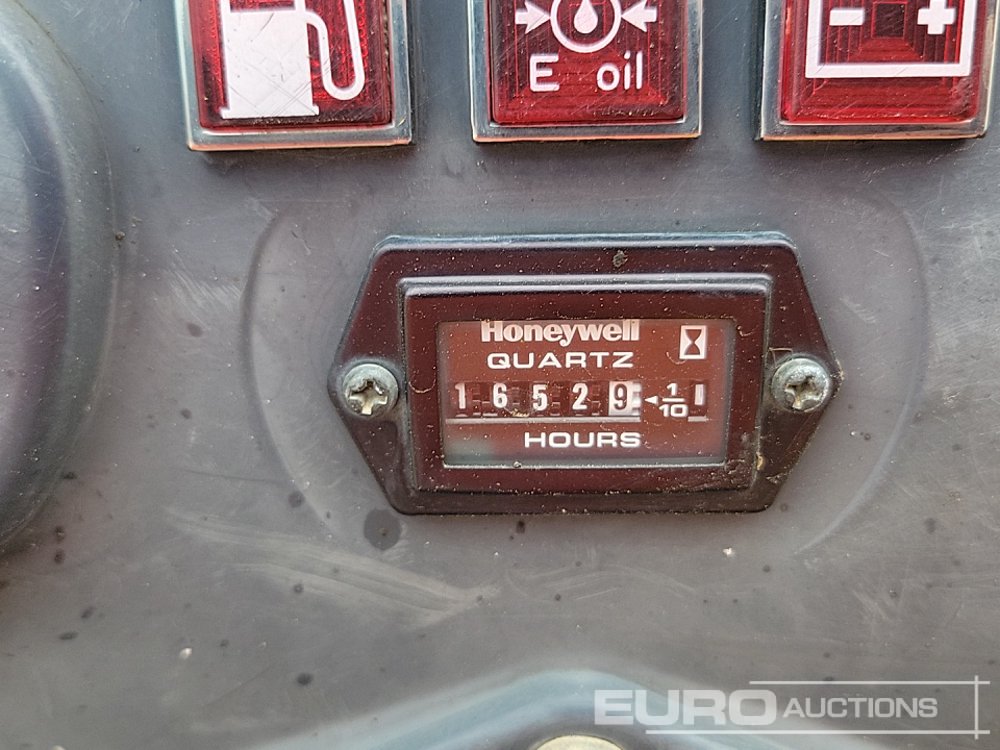 E oil
Honeywell
QUARTZ
1 6 5 2 9 ◄ 1/10
HOURS
EURO AUCTIONS